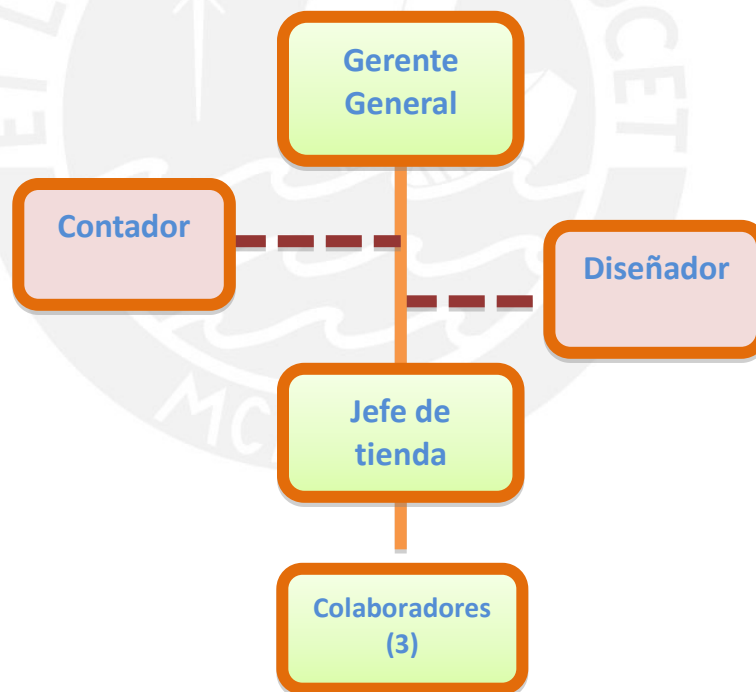 Gerente
General
Contador
Diseñador
Jefe de
tienda
Colaboradores
(3)